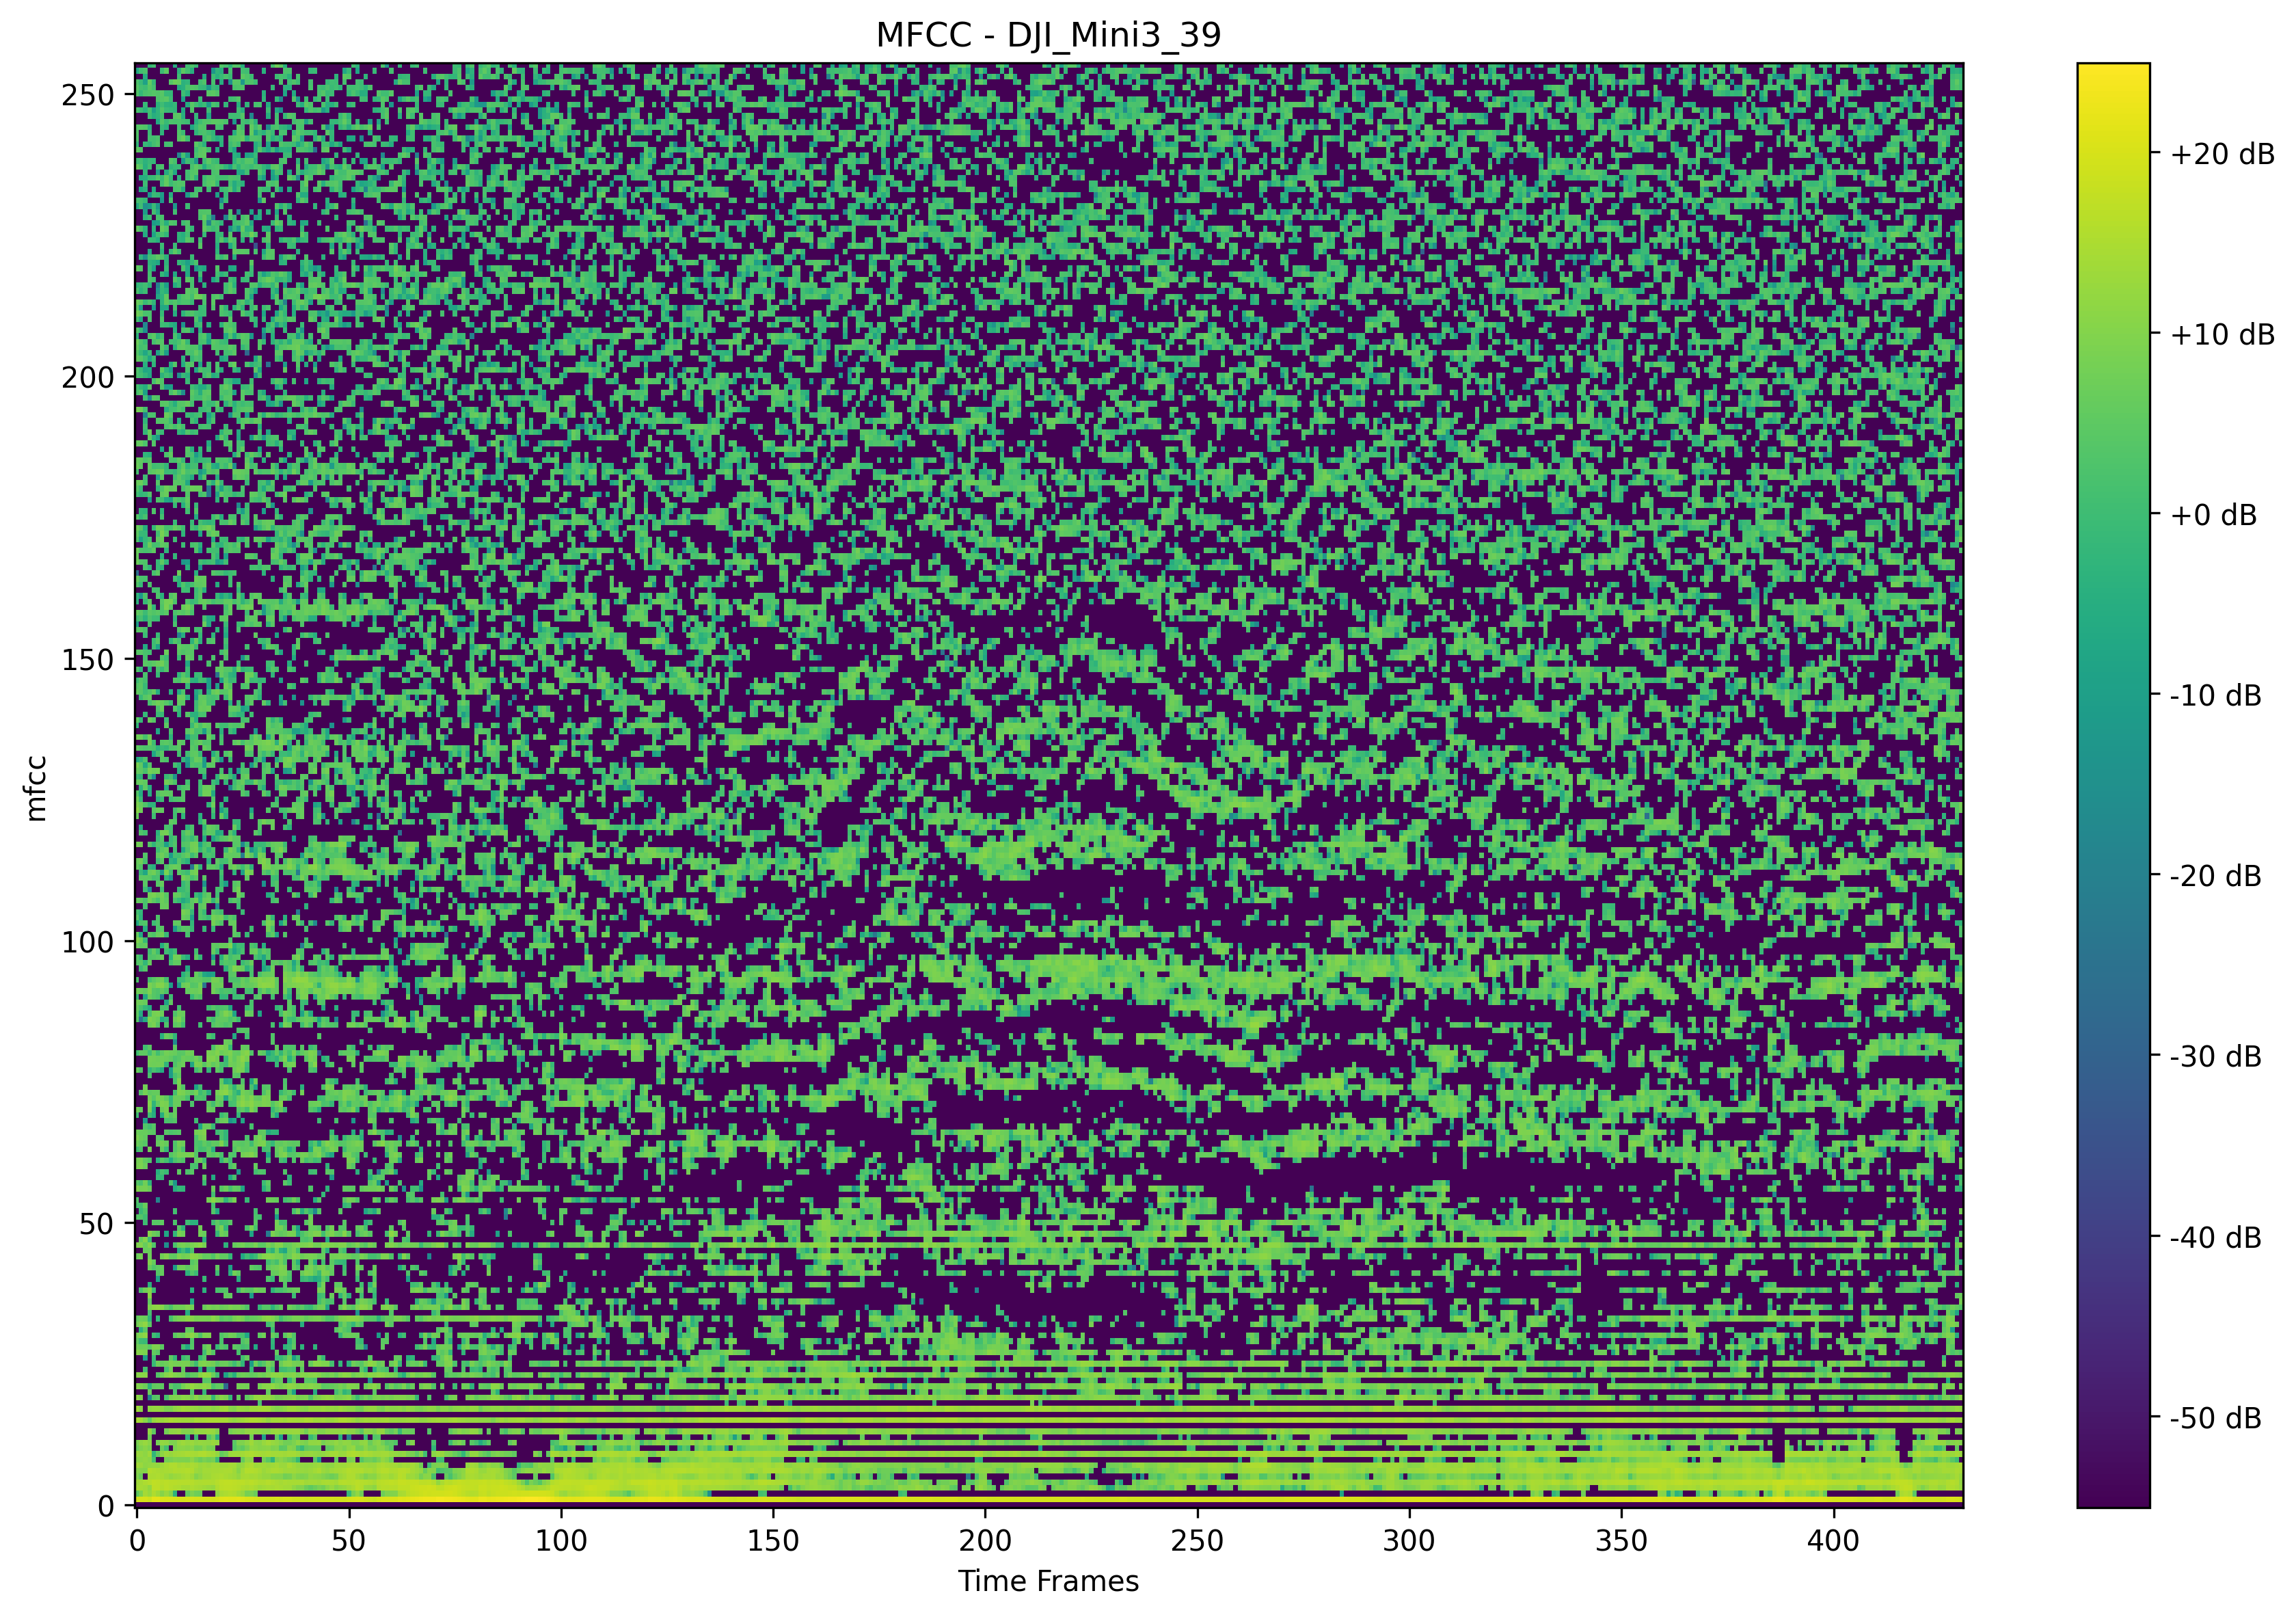 MFCC - DJI_Mini3_39
250
200
150
100
50
0
mfcc
0 50 100 150 200 250 300 350 400
Time Frames
+20 dB
+10 dB
+0 dB
-10 dB
-20 dB
-30 dB
-40 dB
-50 dB